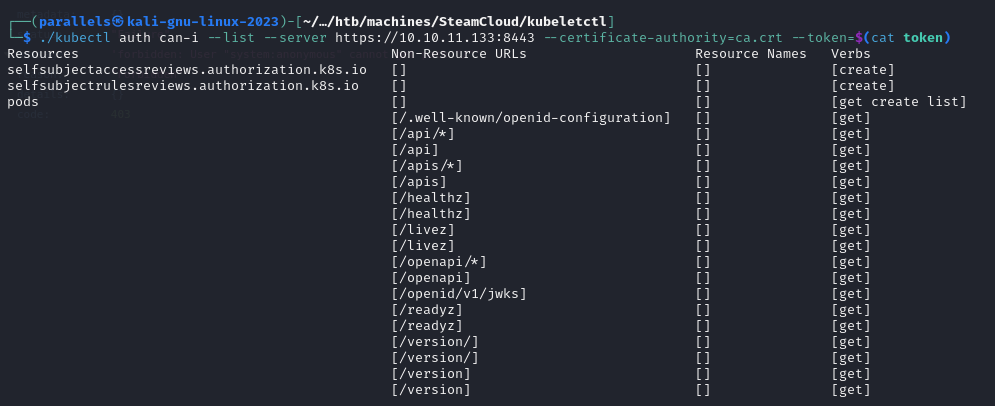 ┌──(parallels㉿kali-gnu-linux-2023)-[~/…/htb/machines/SteamCloud/kubeletctl]
└─$ ./kubectl auth can-i --list --server https://10.10.11.133:8443 --certificate-authority=ca.crt --token=$(cat token)
Resources Non-Resource URLs Resource Names Verbs
selfsubjectaccessreviews.authorization.k8s.io [] [] [create]
selfsubjectrulesreviews.authorization.k8s.io [] [] [create]
pods [] [] [get create list]
[/.well-known/openid-configuration] [] [get]
[/api/*] [] [get]
[/api] [] [get]
[/apis/*] [] [get]
[/apis] [] [get]
[/healthz] [] [get]
[/healthz] [] [get]
[/livez] [] [get]
[/livez] [] [get]
[/openapi/*] [] [get]
[/openapi] [] [get]
[/openid/v1/jwks] [] [get]
[/readyz] [] [get]
[/readyz] [] [get]
[/version/] [] [get]
[/version/] [] [get]
[/version] [] [get]
[/version] [] [get]